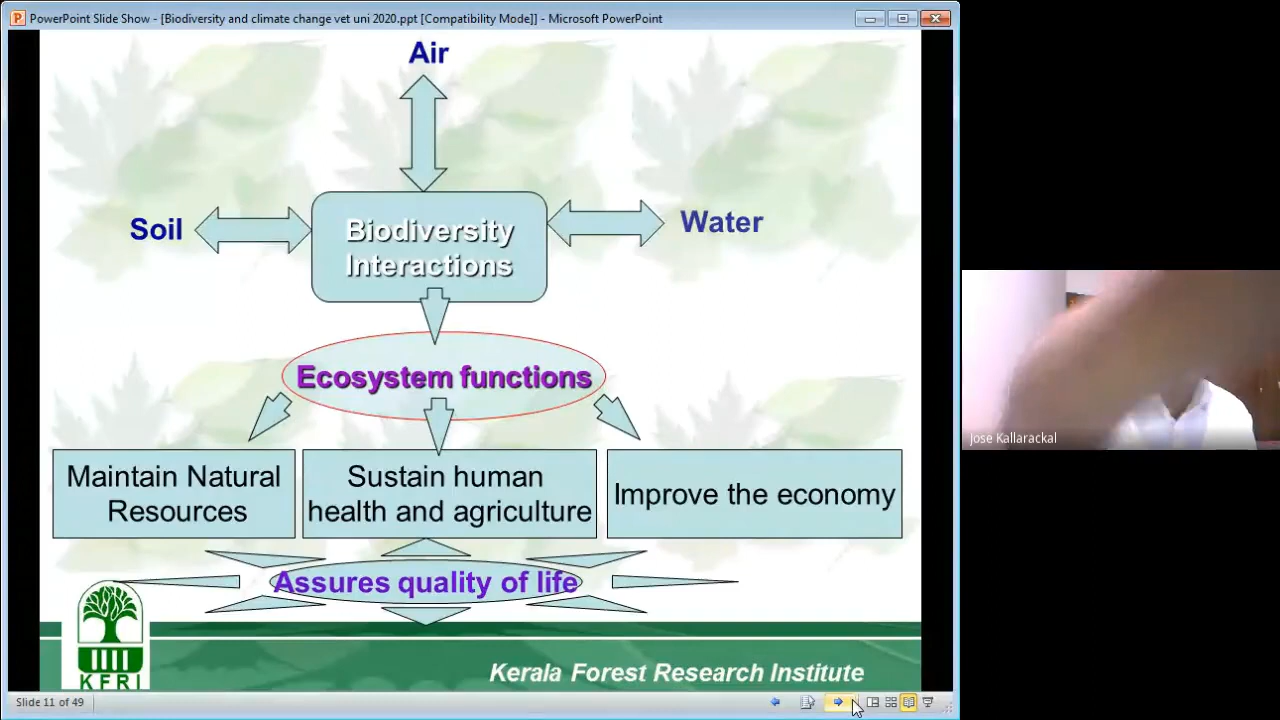 PowerPoint Slide Show - [Biodiversity and climate change vet uni 2020.ppt [Compatibility Mode]] - Microsoft PowerPoint
Air
Soil
Water
Biodiversity
Interactions
Ecosystem functions
Maintain Natural
Resources
Sustain human
health and agriculture
Improve the economy
Assures quality of life
KFRI
Kerala Forest Research Institute
Slide 11 of 49
Jose Kallarackal